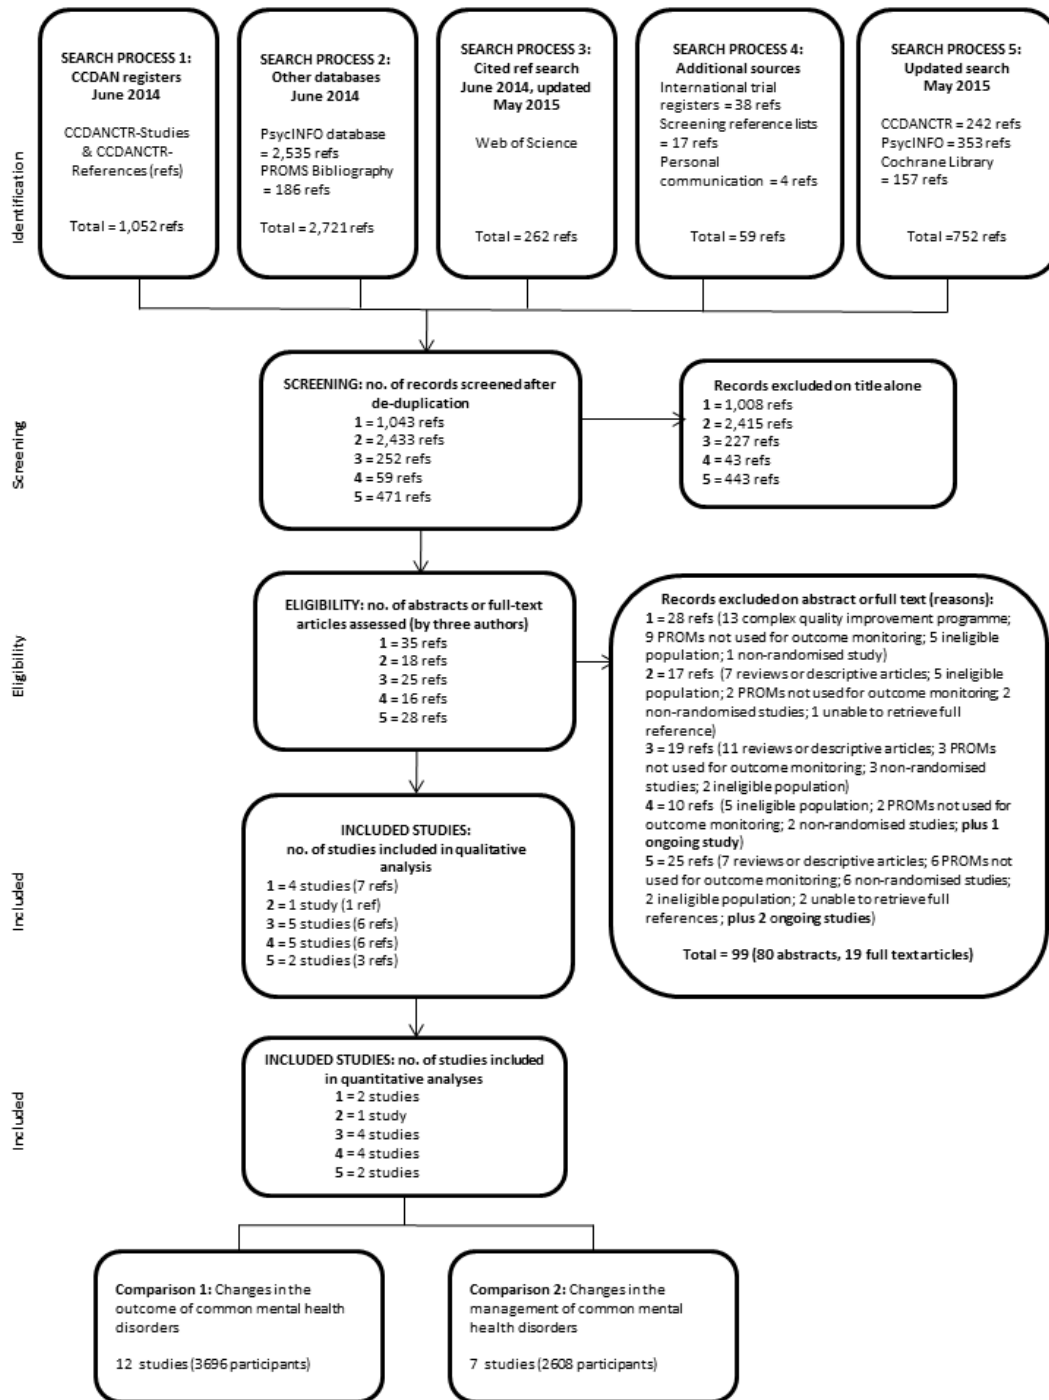 SEARCH PROCESS 1:
CCDAN registers
June 2014
CCDANCTR-Studies
& CCDANCTR-
References (refs)
Total = 1,052 refs
SEARCH PROCESS 2:
Other databases
June 2014
PsycINFO database
= 2,535 refs
PROMS Bibliography
= 186 refs
Total = 2,721 refs
SEARCH PROCESS 3:
Cited ref search
June 2014, updated
May 2015
Web of Science
Total = 262 refs
SEARCH PROCESS 4:
Additional sources
International trial
registers = 38 refs
Screening reference lists
= 17 refs
Personal
communication = 4 refs
Total = 59 refs
SEARCH PROCESS 5:
Updated search
May 2015
CCDANCTR = 242 refs
PsycINFO = 353 refs
Cochrane Library
= 157 refs
Total =752 refs
Identification
Screening
SCREENING: no. of records screened after
de-duplication
1 = 1,043 refs
2 = 2,433 refs
3 = 252 refs
4 = 59 refs
5 = 471 refs
Records excluded on title alone
1 = 1,008 refs
2 = 2,415 refs
3 = 227 refs
4 = 43 refs
5 = 443 refs
Eligibility
ELIGIBILITY: no. of abstracts or full-text
articles assessed (by three authors)
1 = 35 refs
2 = 18 refs
3 = 25 refs
4 = 16 refs
5 = 28 refs
Records excluded on abstract or full text (reasons):
1 = 28 refs (13 complex quality improvement programme;
9 PROMs not used for outcome monitoring; 5 ineligible
population; 1 non-randomised study)
2 = 17 refs (7 reviews or descriptive articles; 5 ineligible
population; 2 PROMs not used for outcome monitoring; 2
non-randomised studies; 1 unable to retrieve full
reference)
3 = 19 refs (11 reviews or descriptive articles; 3 PROMs
not used for outcome monitoring; 3 non-randomised
studies; 2 ineligible population)
4 = 10 refs (5 ineligible population; 2 PROMs not used for
outcome monitoring; 2 non-randomised studies; plus 1
ongoing study)
5 = 25 refs (7 reviews or descriptive articles; 6 PROMs not
used for outcome monitoring; 6 non-randomised studies;
2 ineligible population; 2 unable to retrieve full
references; plus 2 ongoing studies)
Total = 99 (80 abstracts, 19 full text articles)
Included
INCLUDED STUDIES:
no. of studies included in qualitative
analysis
1 = 4 studies (7 refs)
2 = 1 study (1 ref)
3 = 5 studies (6 refs)
4 = 5 studies (6 refs)
5 = 2 studies (3 refs)
Included
INCLUDED STUDIES: no. of studies included
in quantitative analyses
1 = 2 studies
2 = 1 study
3 = 4 studies
4 = 4 studies
5 = 2 studies
Comparison 1: Changes in the
outcome of common mental health
disorders
12 studies (3696 participants)
Comparison 2: Changes in the
management of common mental
health disorders
7 studies (2608 participants)